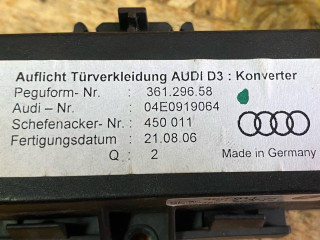 Auflicht Türverkleidung AUDI D3 : Konverter
Peguform- Nr. : 361.296.58
Audi – Nr. : 04E0919064
Schefenacker- Nr. : 450 011
Fertigungsdatum : 21.08.06
Q : 2 Made in Germany